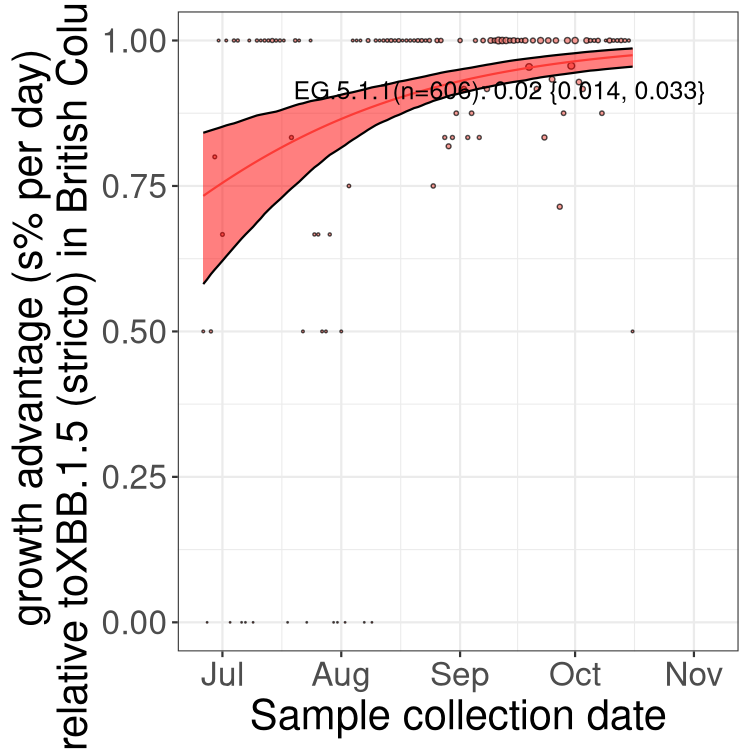 growth advantage (s% per day)
relative toXBB.1.5 (stricto) in British Colu
1.00
0.75
0.50
0.25
0.00
EG.5.1.1(n=606): 0.02 {0.014, 0.033}
Jul Aug Sep Oct Nov
Sample collection date